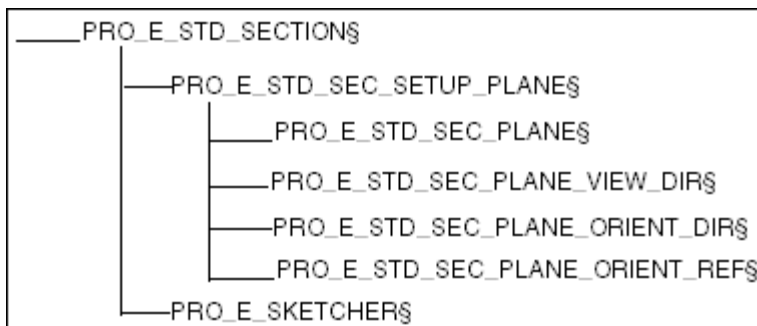 PRO_E_STD_SECTION§
PRO_E_STD_SEC_SETUP_PLANE§
PRO_E_STD_SEC_PLANE§
PRO_E_STD_SEC_PLANE_VIEW_DIR§
PRO_E_STD_SEC_PLANE_ORIENT_DIR§
PRO_E_STD_SEC_PLANE_ORIENT_REF§
PRO_E_SKETCHER§